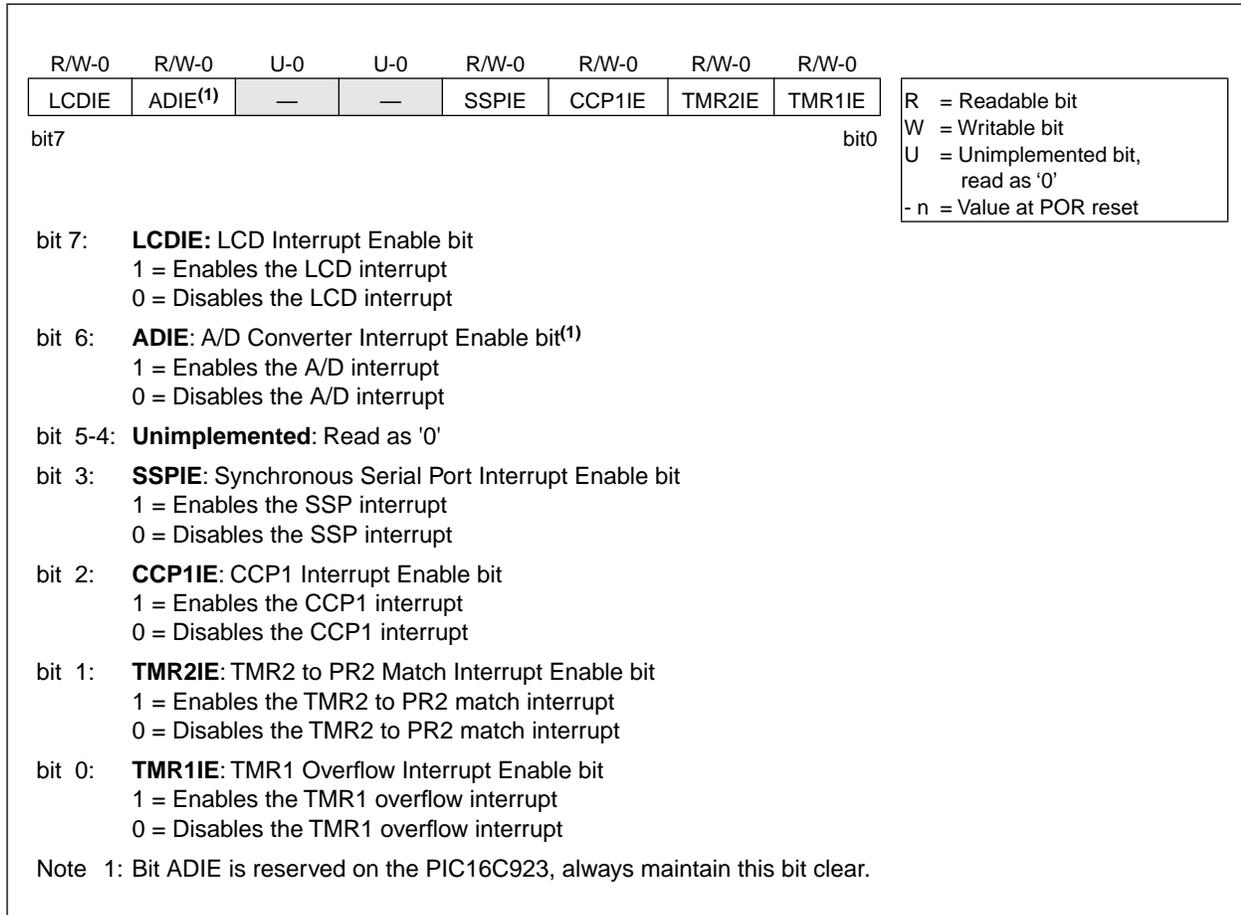 R/W-0 R/W-0 U-0 U-0 R/W-0 R/W-0 R/W-0 R/W-0
LCDIE ADIE(1) — — SSPIE CCP1IE TMR2IE TMR1IE
bit7 bit0
R = Readable bit
W = Writable bit
U = Unimplemented bit,
read as ‘0’
- n = Value at POR reset
bit 7: LCDIE: LCD Interrupt Enable bit
1 = Enables the LCD interrupt
0 = Disables the LCD interrupt
bit 6: ADIE: A/D Converter Interrupt Enable bit(1)
1 = Enables the A/D interrupt
0 = Disables the A/D interrupt
bit 5-4: Unimplemented: Read as '0'
bit 3: SSPIE: Synchronous Serial Port Interrupt Enable bit
1 = Enables the SSP interrupt
0 = Disables the SSP interrupt
bit 2: CCP1IE: CCP1 Interrupt Enable bit
1 = Enables the CCP1 interrupt
0 = Disables the CCP1 interrupt
bit 1: TMR2IE: TMR2 to PR2 Match Interrupt Enable bit
1 = Enables the TMR2 to PR2 match interrupt
0 = Disables the TMR2 to PR2 match interrupt
bit 0: TMR1IE: TMR1 Overflow Interrupt Enable bit
1 = Enables the TMR1 overflow interrupt
0 = Disables the TMR1 overflow interrupt
Note 1: Bit ADIE is reserved on the PIC16C923, always maintain this bit clear.